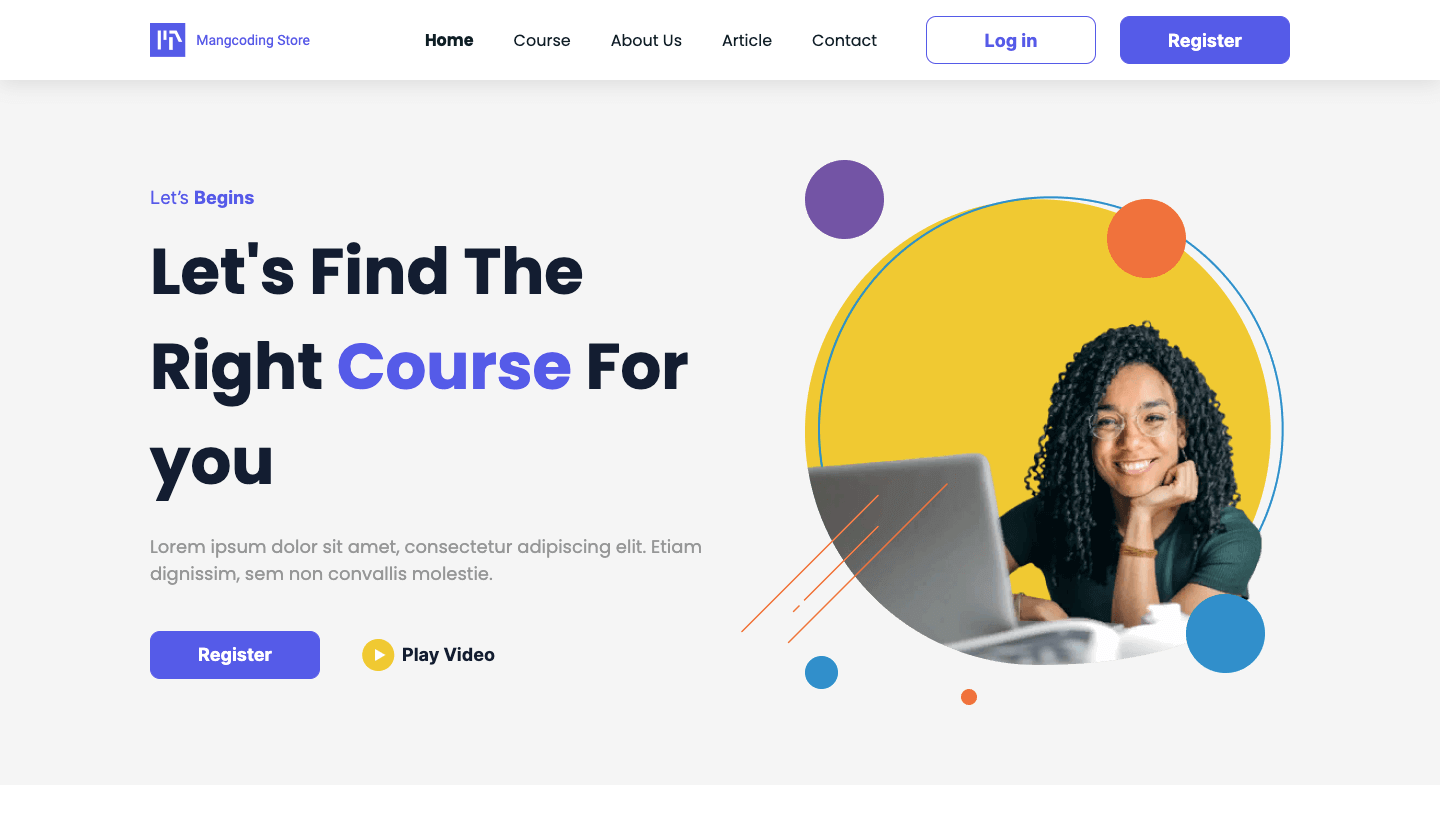 Mangcoding Store
Home
Course
About Us
Article
Contact
Log in
Register
Let’s Begins
Let's Find The
Right Course For
you
Lorem ipsum dolor sit amet, consectetur adipiscing elit. Etiam
dignissim, sem non convallis molestie.
Register
Play Video